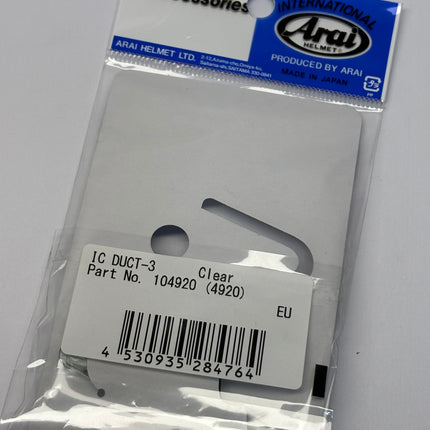 Accessories
INTERNATIONAL
Arai
HELMET
PRODUCED BY ARAI
MADE IN JAPAN
ARAI HELMET LTD.
IC DUCT-3 Clear
Part No. 104920 (4920)
EU
4 530935 284764